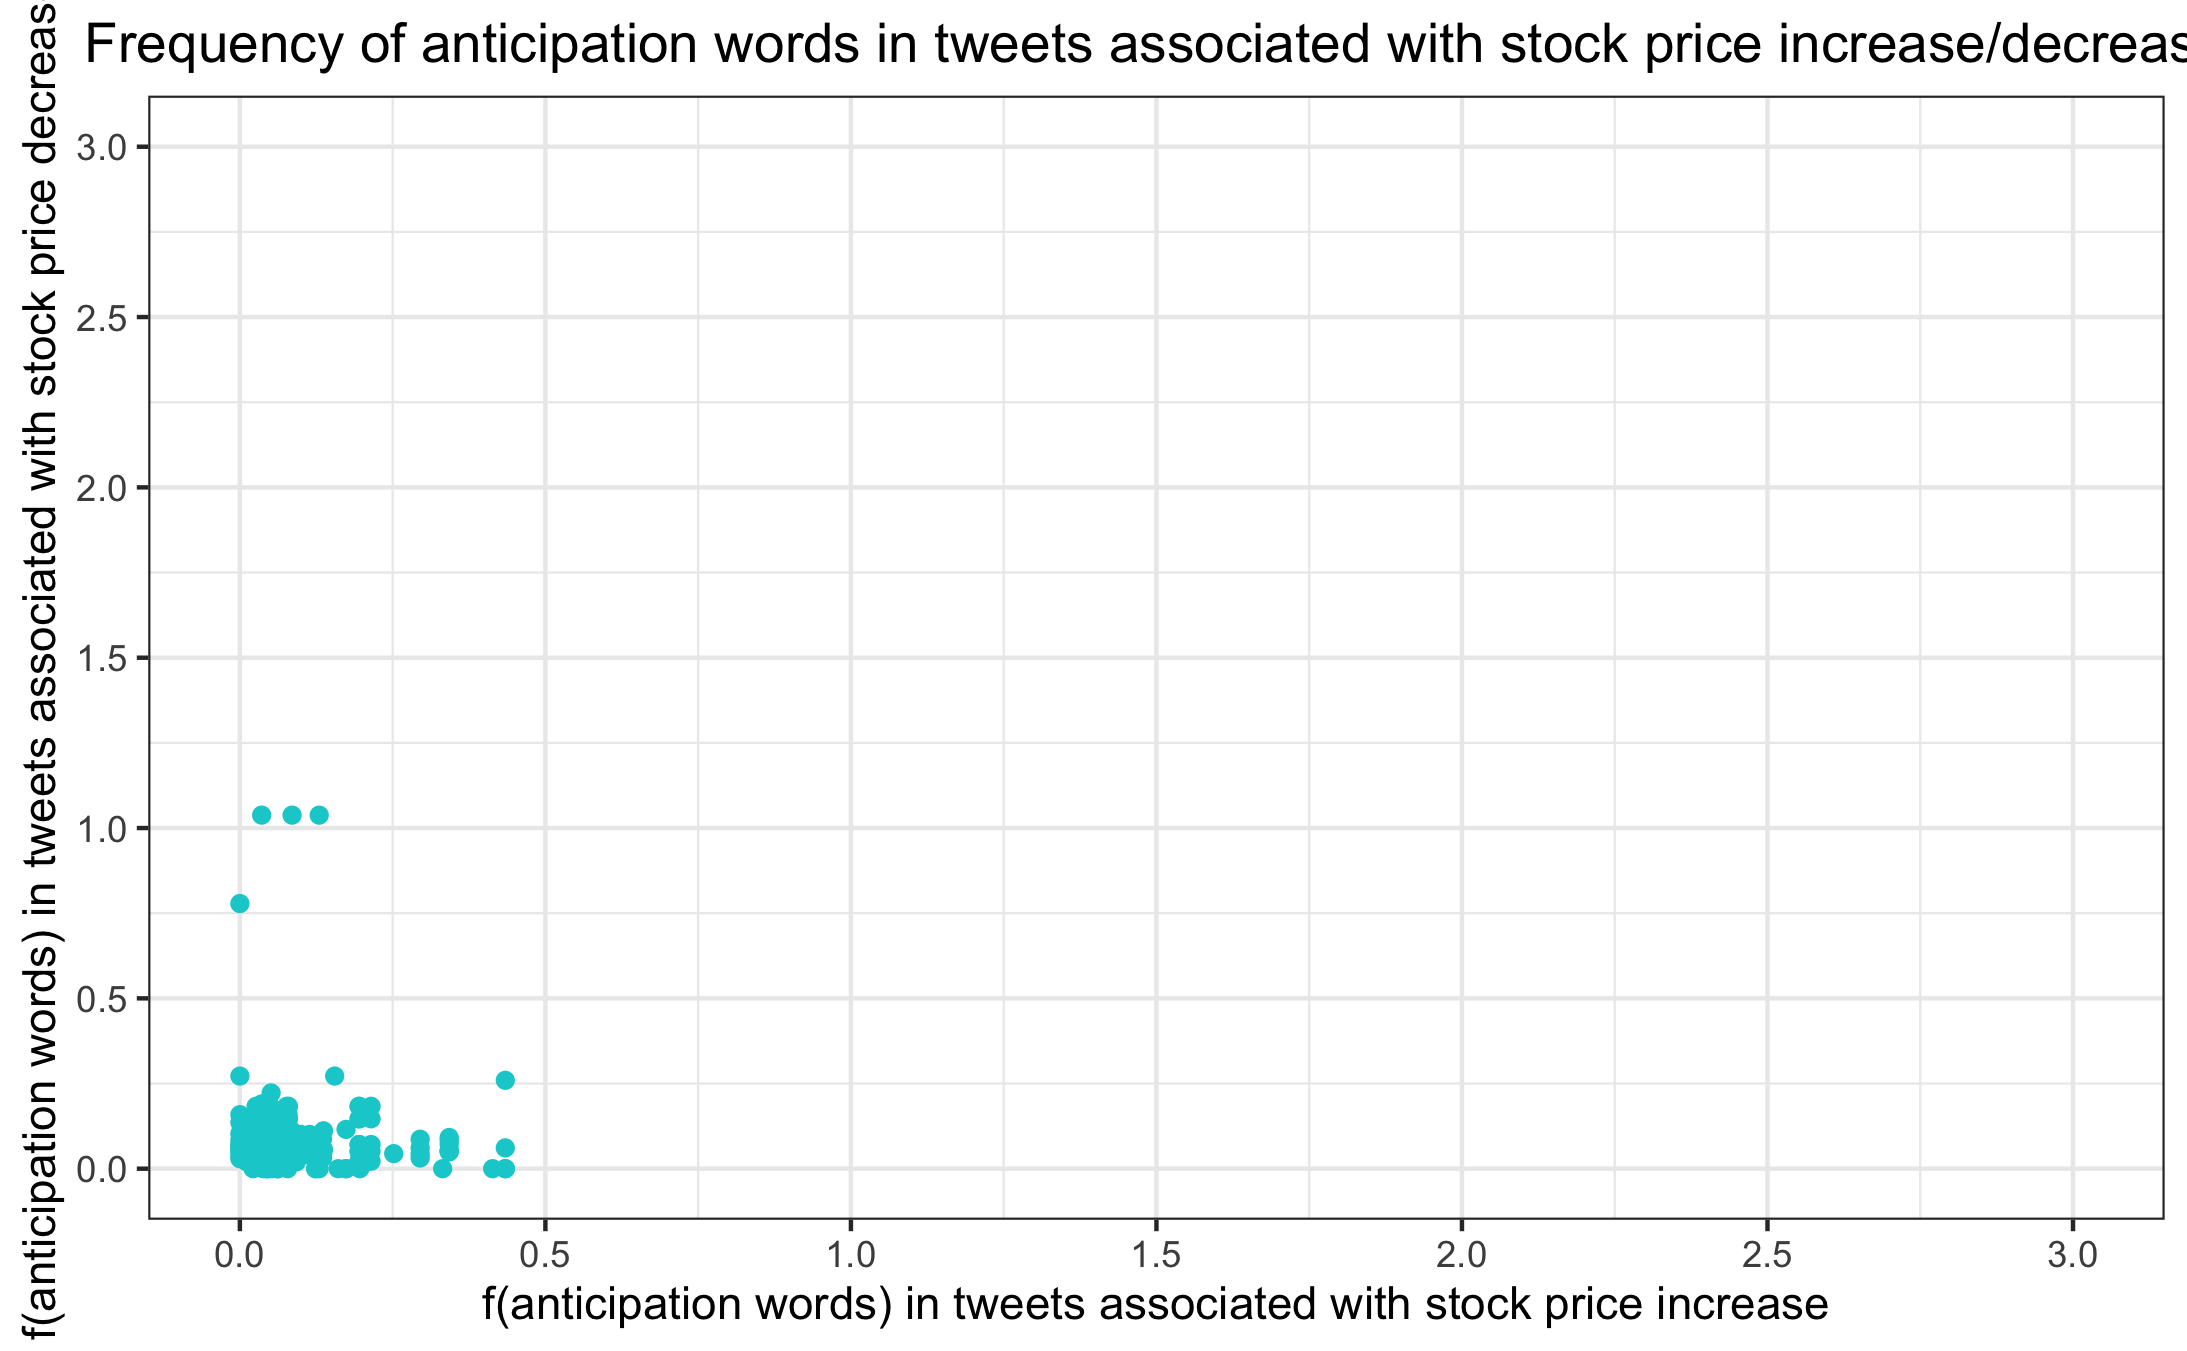 Frequency of anticipation words in tweets associated with stock price increase/decreas
f(anticipation words) in tweets associated with stock price decreas
3.0
2.5
2.0
1.5
1.0
0.5
0.0
0.0 0.5 1.0 1.5 2.0 2.5 3.0
f(anticipation words) in tweets associated with stock price increase